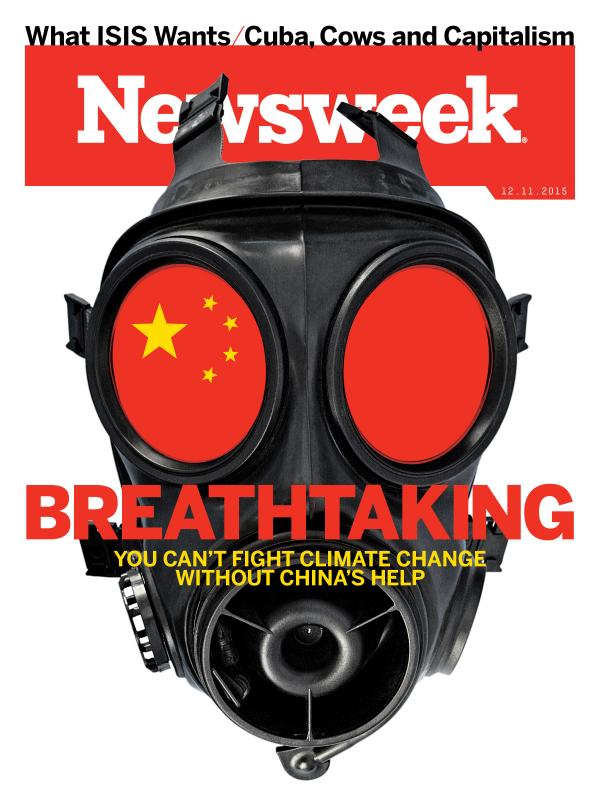 What ISIS Wants/Cuba, Cows and Capitalism
Newsweek®
12.11.2015
BREATHTAKING
YOU CAN'T FIGHT CLIMATE CHANGE
WITHOUT CHINA'S HELP